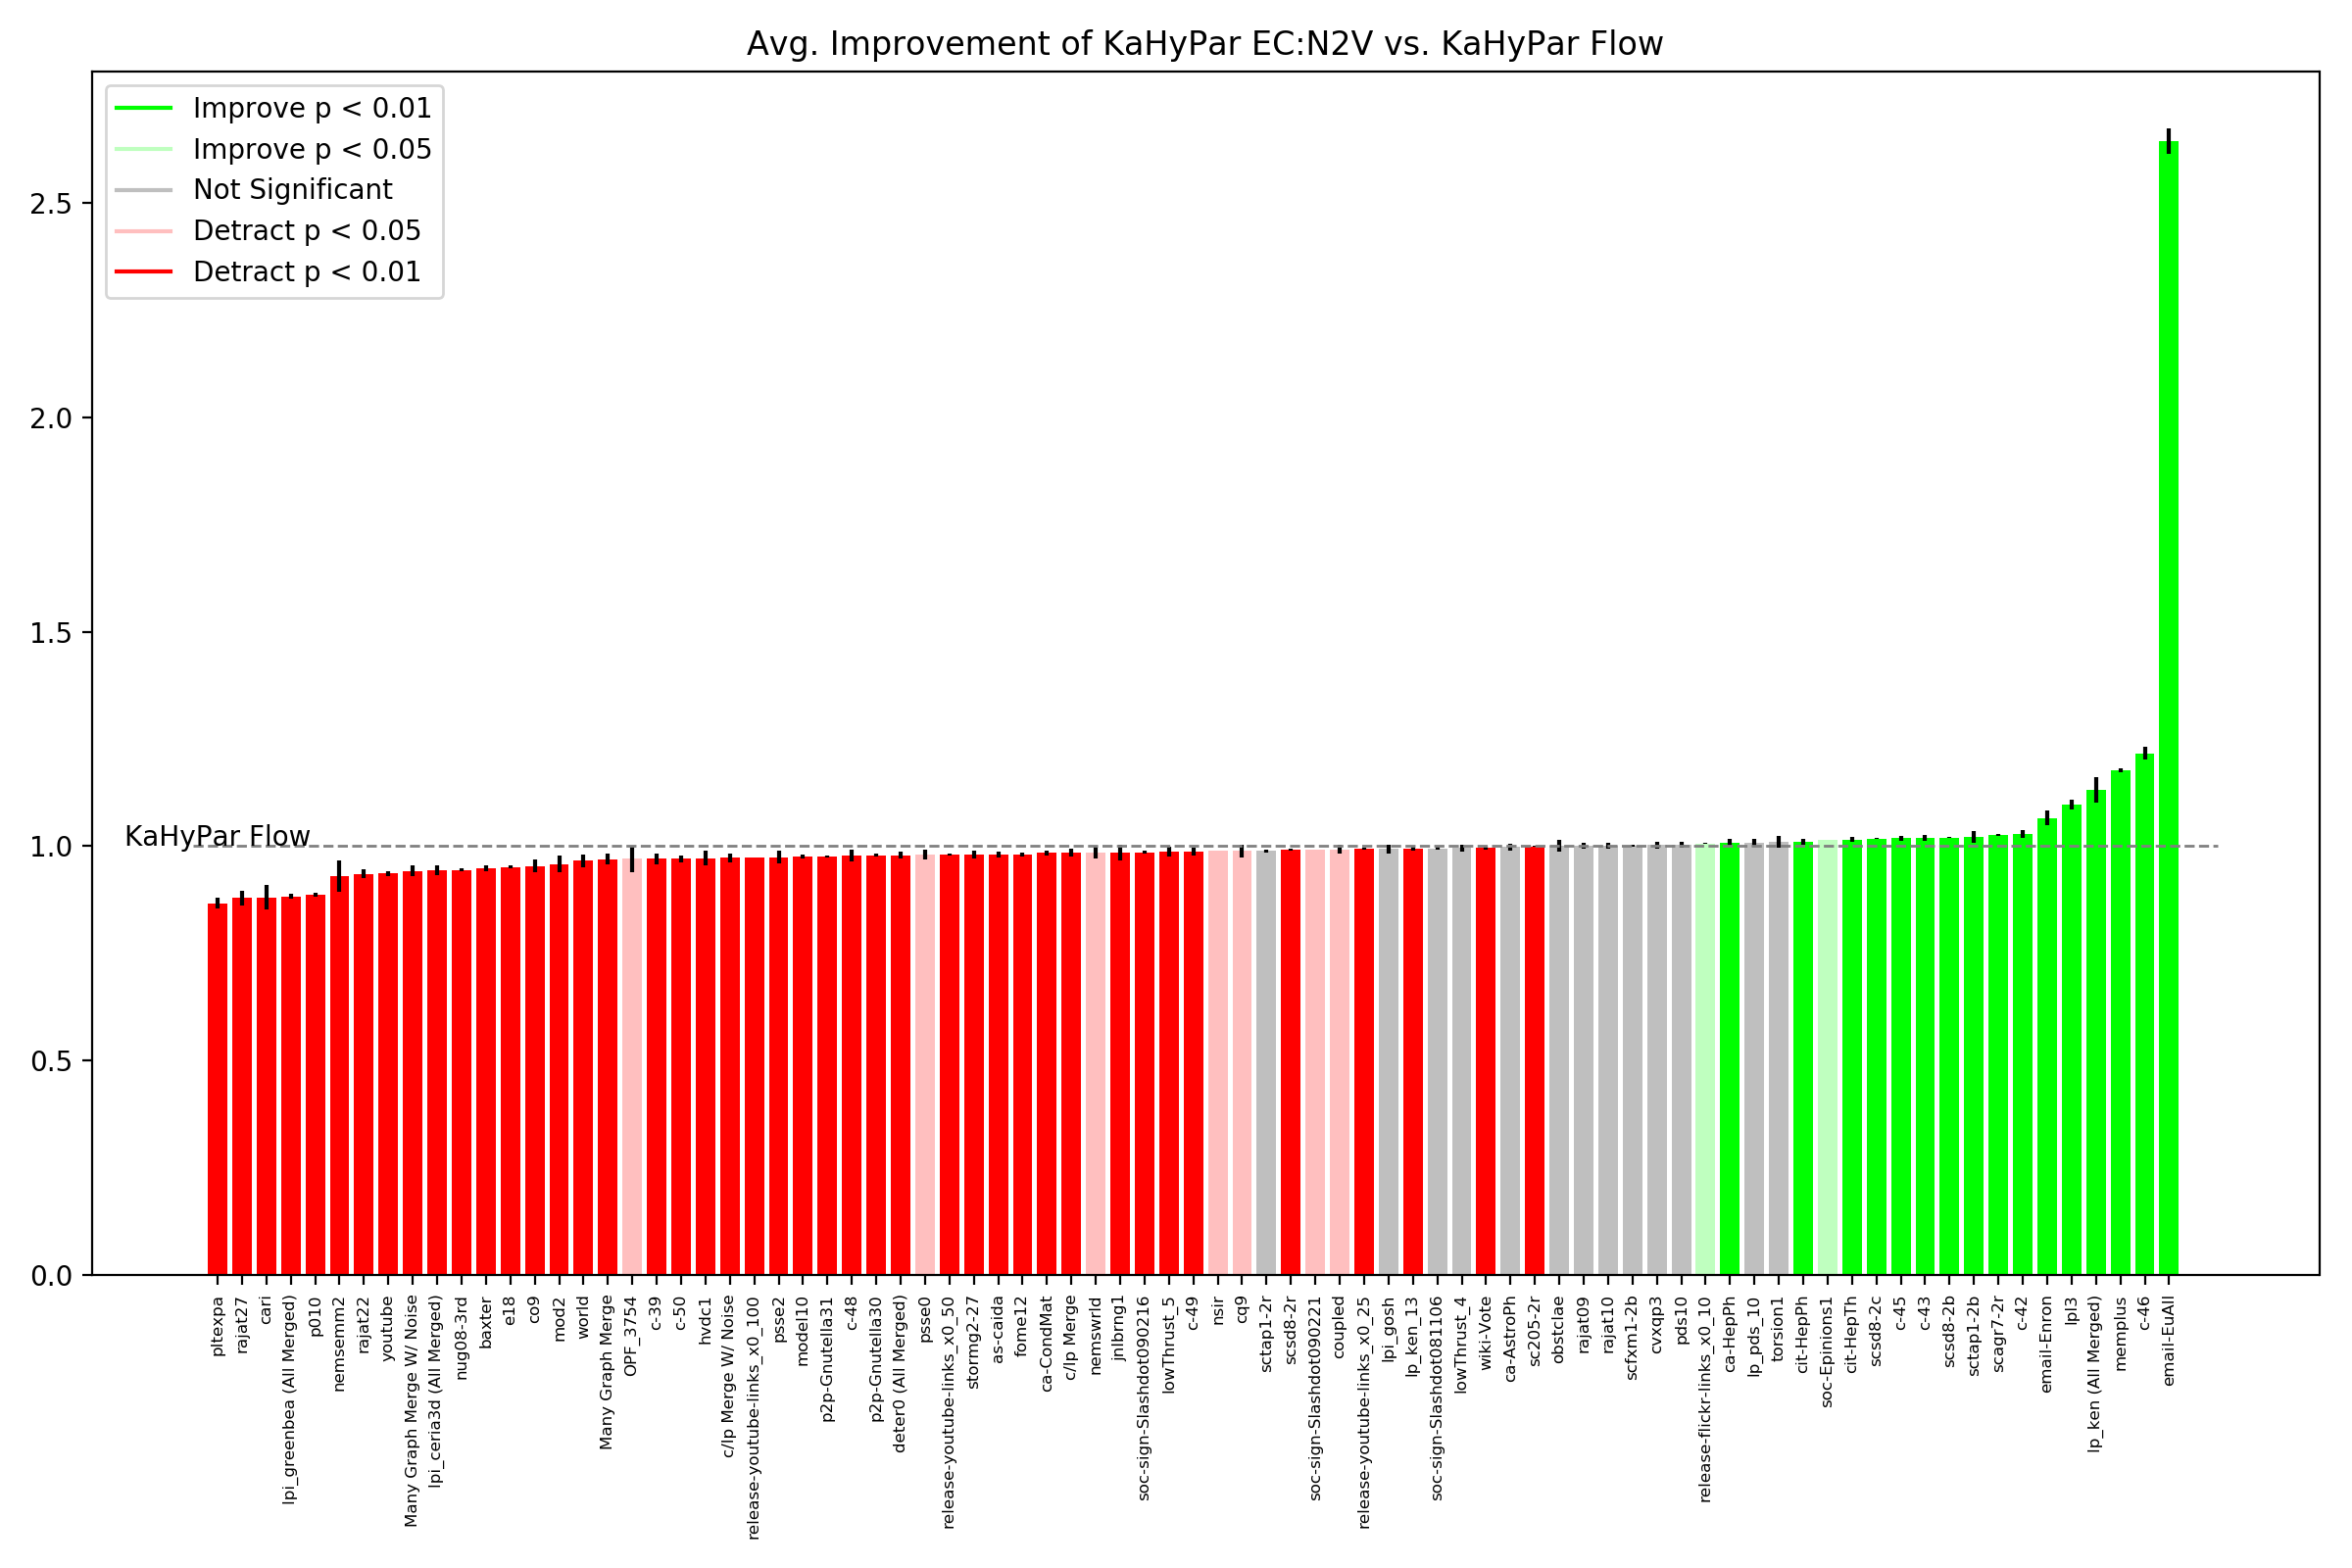 Avg. Improvement of KaHyPar EC:N2V vs. KaHyPar Flow
Improve p < 0.01
Improve p < 0.05
Not Significant
Detract p < 0.05
Detract p < 0.01
2.5
2.0
1.5
1.0
0.5
0.0
KaHyPar Flow
pltexpa
rajat27
cari
lpi_greenbea (All Merged)
p010
nemsemm2
rajat22
youtube
Many Graph Merge W/ Noise
lpi_ceria3d (All Merged)
nug08-3rd
baxter
e18
co9
mod2
world
Many Graph Merge
OPF_3754
c-39
c-50
hvdc1
c/lp Merge W/ Noise
release-youtube-links_x0_100
psse2
model10
p2p-Gnutella31
c-48
p2p-Gnutella30
deter0 (All Merged)
psse0
release-youtube-links_x0_50
stormg2-27
as-caida
fome12
ca-CondMat
c/lp Merge
nemswrld
jnlbrng1
soc-sign-Slashdot090216
lowThrust_5
c-49
nsir
cq9
sctap1-2r
scsd8-2r
soc-sign-Slashdot090221
coupled
release-youtube-links_x0_25
lpi_gosh
lp_ken_13
soc-sign-Slashdot081106
lowThrust_4
wiki-Vote
ca-AstroPh
sc205-2r
obstclae
rajat09
rajat10
scfxm1-2b
cvxqp3
pds10
release-flickr-links_x0_10
ca-HepPh
lp_pds_10
torsion1
cit-HepPh
soc-Epinions1
cit-HepTh
scsd8-2c
c-45
c-43
scsd8-2b
sctap1-2b
scagr7-2r
c-42
email-Enron
lpl3
lp_ken (All Merged)
memplus
c-46
email-EuAll